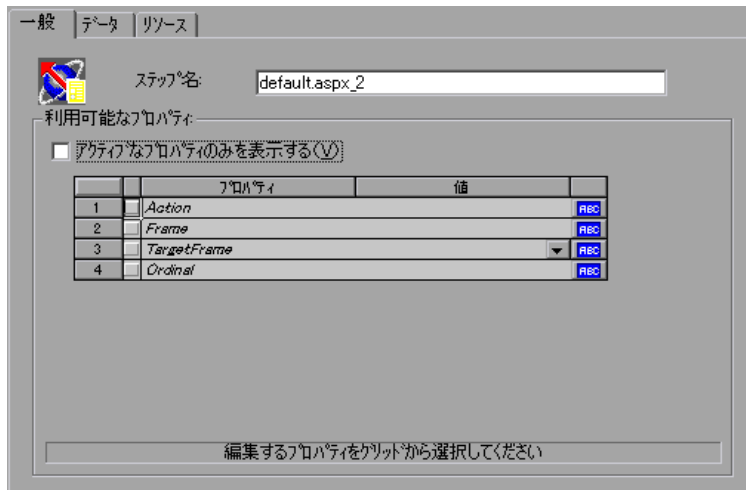 一般 ﾃﾞｰﾀ ﾘｿｰｽ
ｽﾃｯﾌﾟ名: default.aspx_2
利用可能なﾌﾟﾛﾊﾟﾃｨ:
ｱｸﾃｨﾌﾞなﾌﾟﾛﾊﾟﾃｨのみを表示する(V)
ﾌﾟﾛﾊﾟﾃｨ 値
1 Action ABC
2 Frame ABC
3 TargetFrame ABC
4 Ordinal ABC
編集するﾌﾟﾛﾊﾟﾃｨをｸﾞﾘｯﾄﾞから選択してください